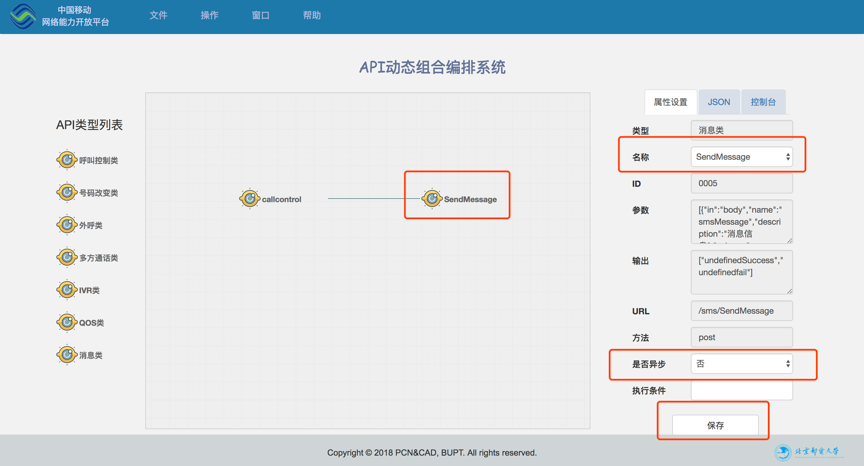 中国移动
网络能力开放平台
文件 操作 窗口 帮助
API动态组合编排系统
API类型列表
呼叫控制类
号码改变类
外呼类
多方通话类
IVR类
QOS类
消息类
callcontrol
SendMessage
属性设置 JSON 控制台
类型 消息类
名称 SendMessage
ID 0005
参数 [{"in":"body","name":"
smsMessage","descri
ption":"消息信
输出 ["undefinedSuccess","
undefinedfail"]
URL /sms/SendMessage
方法 post
是否异步 否
执行条件
保存
Copyright © 2018 PCN&CAD, BUPT. All rights reserved.
北京邮电大学